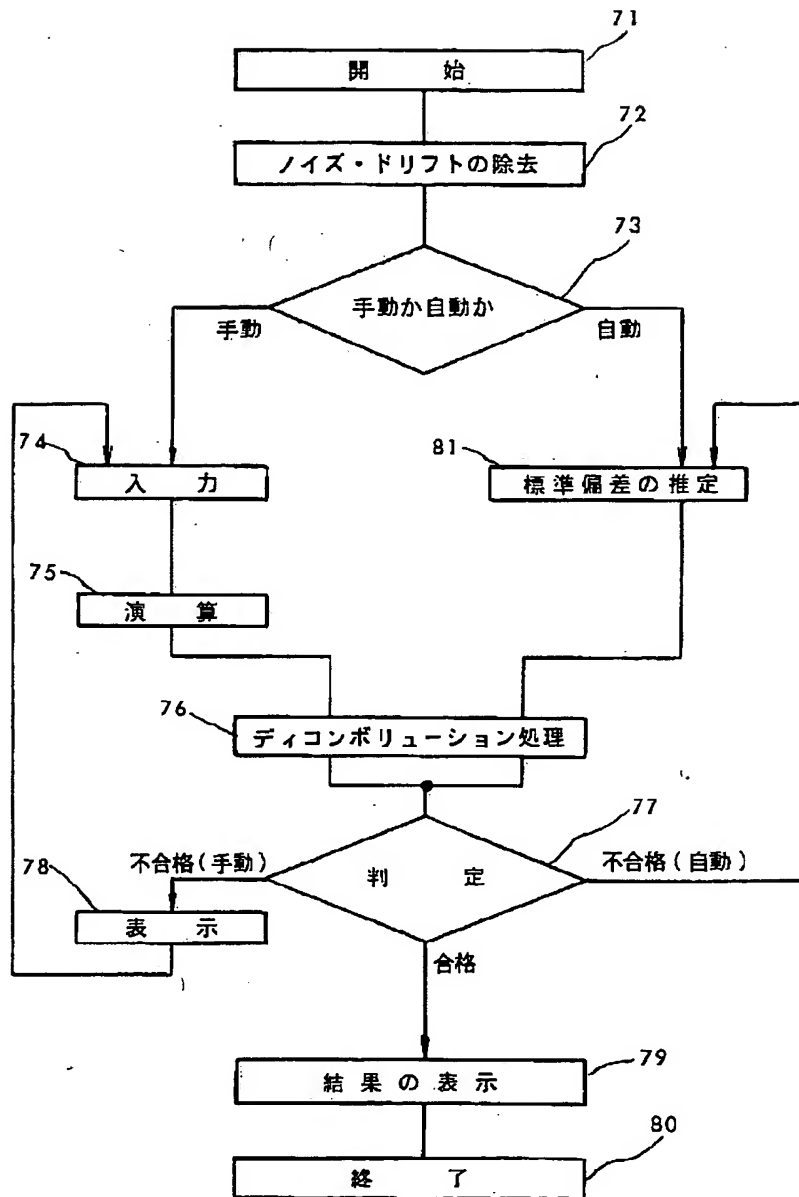 71
開始
72
ノイズ・ドリフトの除去
73
手動か自動か
手動
自動
74
入力
81
標準偏差の推定
75
演算
76
ディコンボリューション処理
77
不合格(手動)
判定
不合格(自動)
78
表示
合格
79
結果の表示
80
終了